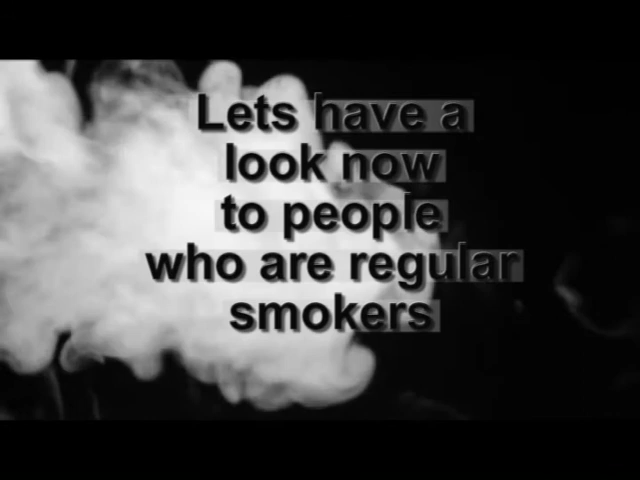 Lets have a
look now
to people
who are regular
smokers